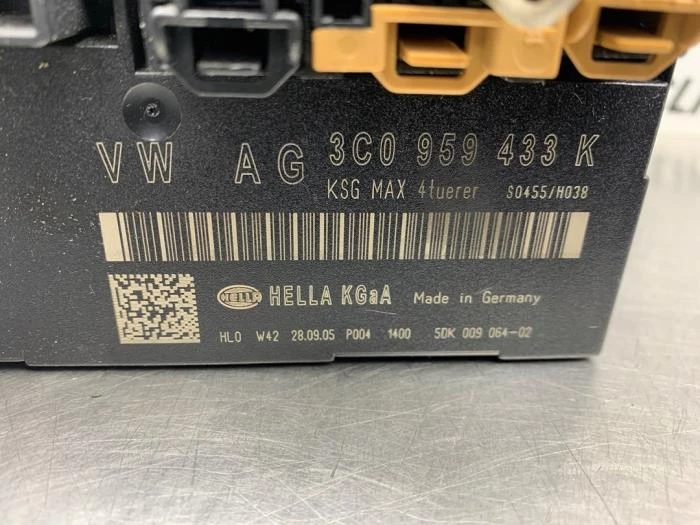 VW AG 3C0 959 433 K
KSG MAX 4tuerer S0455/H038
HELLA HELLA KGaA Made in Germany
HLO W42 28.09.05 P004 1400 5DK 009 064-02